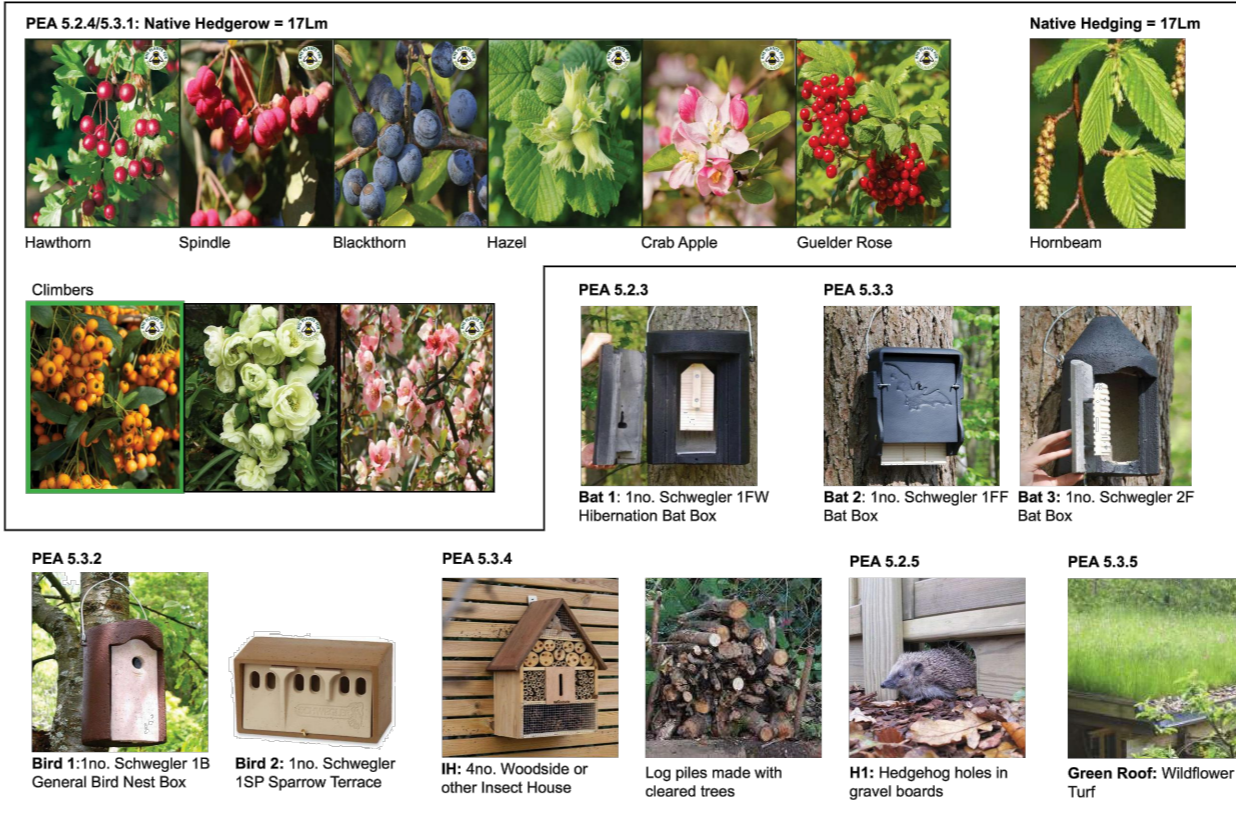 PEA 5.2.4/5.3.1: Native Hedgerow = 17Lm
Native Hedging = 17Lm
Hawthorn
Spindle
Blackthorn
Hazel
Crab Apple
Guelder Rose
Hornbeam
Climbers
PEA 5.2.3
PEA 5.3.3
Bat 1: 1no. Schwegler 1FW
Hibernation Bat Box
Bat 2: 1no. Schwegler 1FF
Bat Box
Bat 3: 1no. Schwegler 2F
Bat Box
PEA 5.3.2
PEA 5.3.4
PEA 5.2.5
PEA 5.3.5
Bird 1:1no. Schwegler 1B
General Bird Nest Box
Bird 2: 1no. Schwegler
1SP Sparrow Terrace
IH: 4no. Woodside or
other Insect House
Log piles made with
cleared trees
H1: Hedgehog holes in
gravel boards
Green Roof: Wildflower
Turf